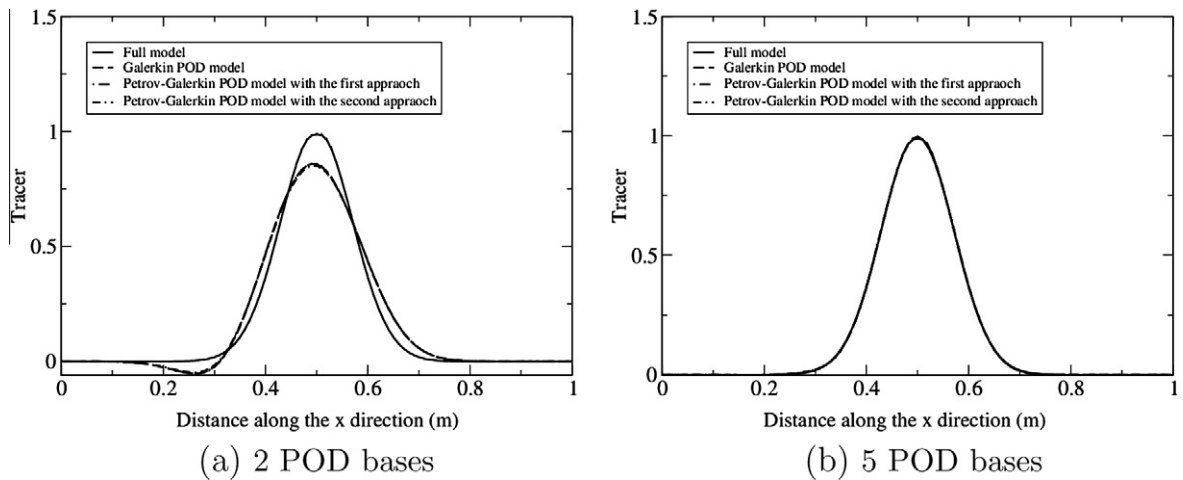 1.5
Full model
Galerkin POD model
Petrov-Galerkin POD model with the first appraoch
Petrov-Galerkin POD model with the second appraoch
1
Tracer
0.5
0
0 0.2 0.4 0.6 0.8 1
Distance along the x direction (m)
(a) 2 POD bases
1.5
Full model
Galerkin POD model
Petrov-Galerkin POD model with the first appraoch
Petrov-Galerkin POD model with the second appraoch
1
Tracer
0.5
0
0 0.2 0.4 0.6 0.8 1
Distance along the x direction (m)
(b) 5 POD bases